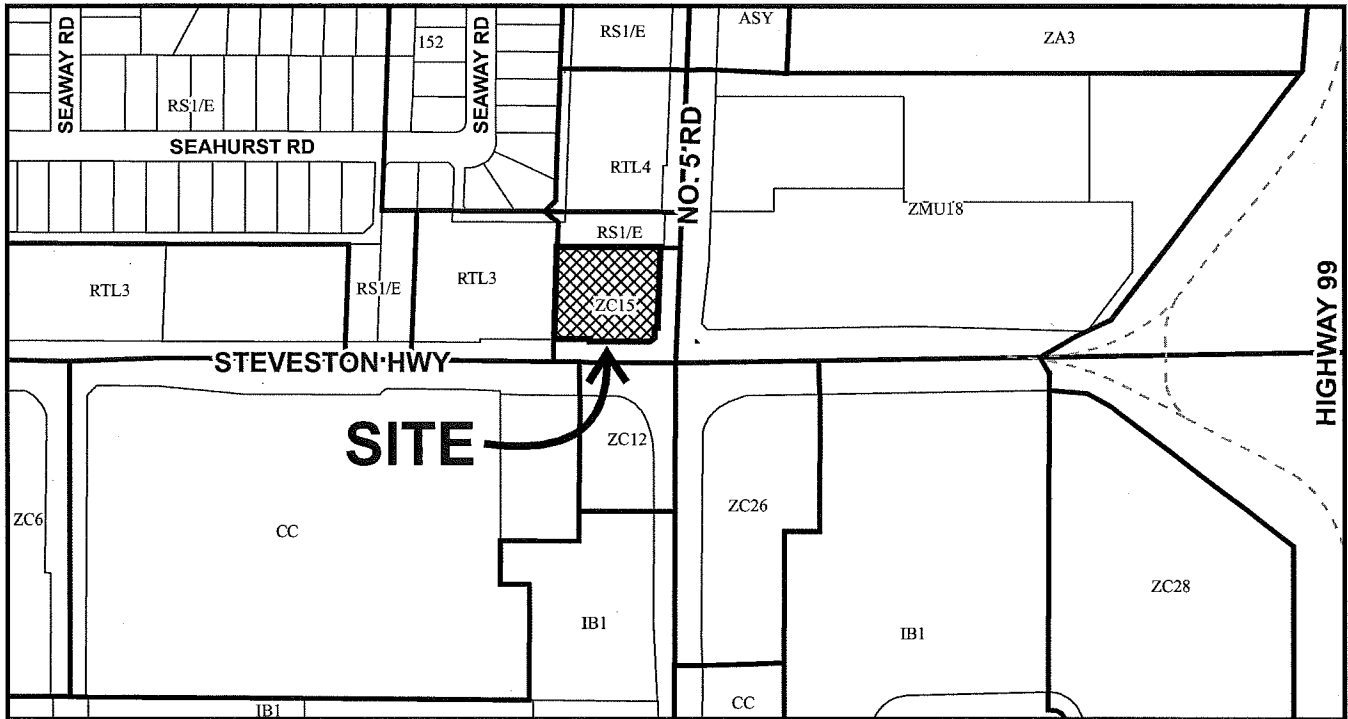 SEAWAY RD
152
SEAWAY RD
RS1/E
ASY
ZA3
RS1/E
SEAHURST RD
RTL4
NO. 5 RD
ZMU18
RS1/E
RTL3
RS1/E
RTL3
ZC15
HIGHWAY 99
STEVESTON HWY
SITE
ZC12
ZC6
CC
ZC26
ZC28
IB1
IB1
CC
IB1